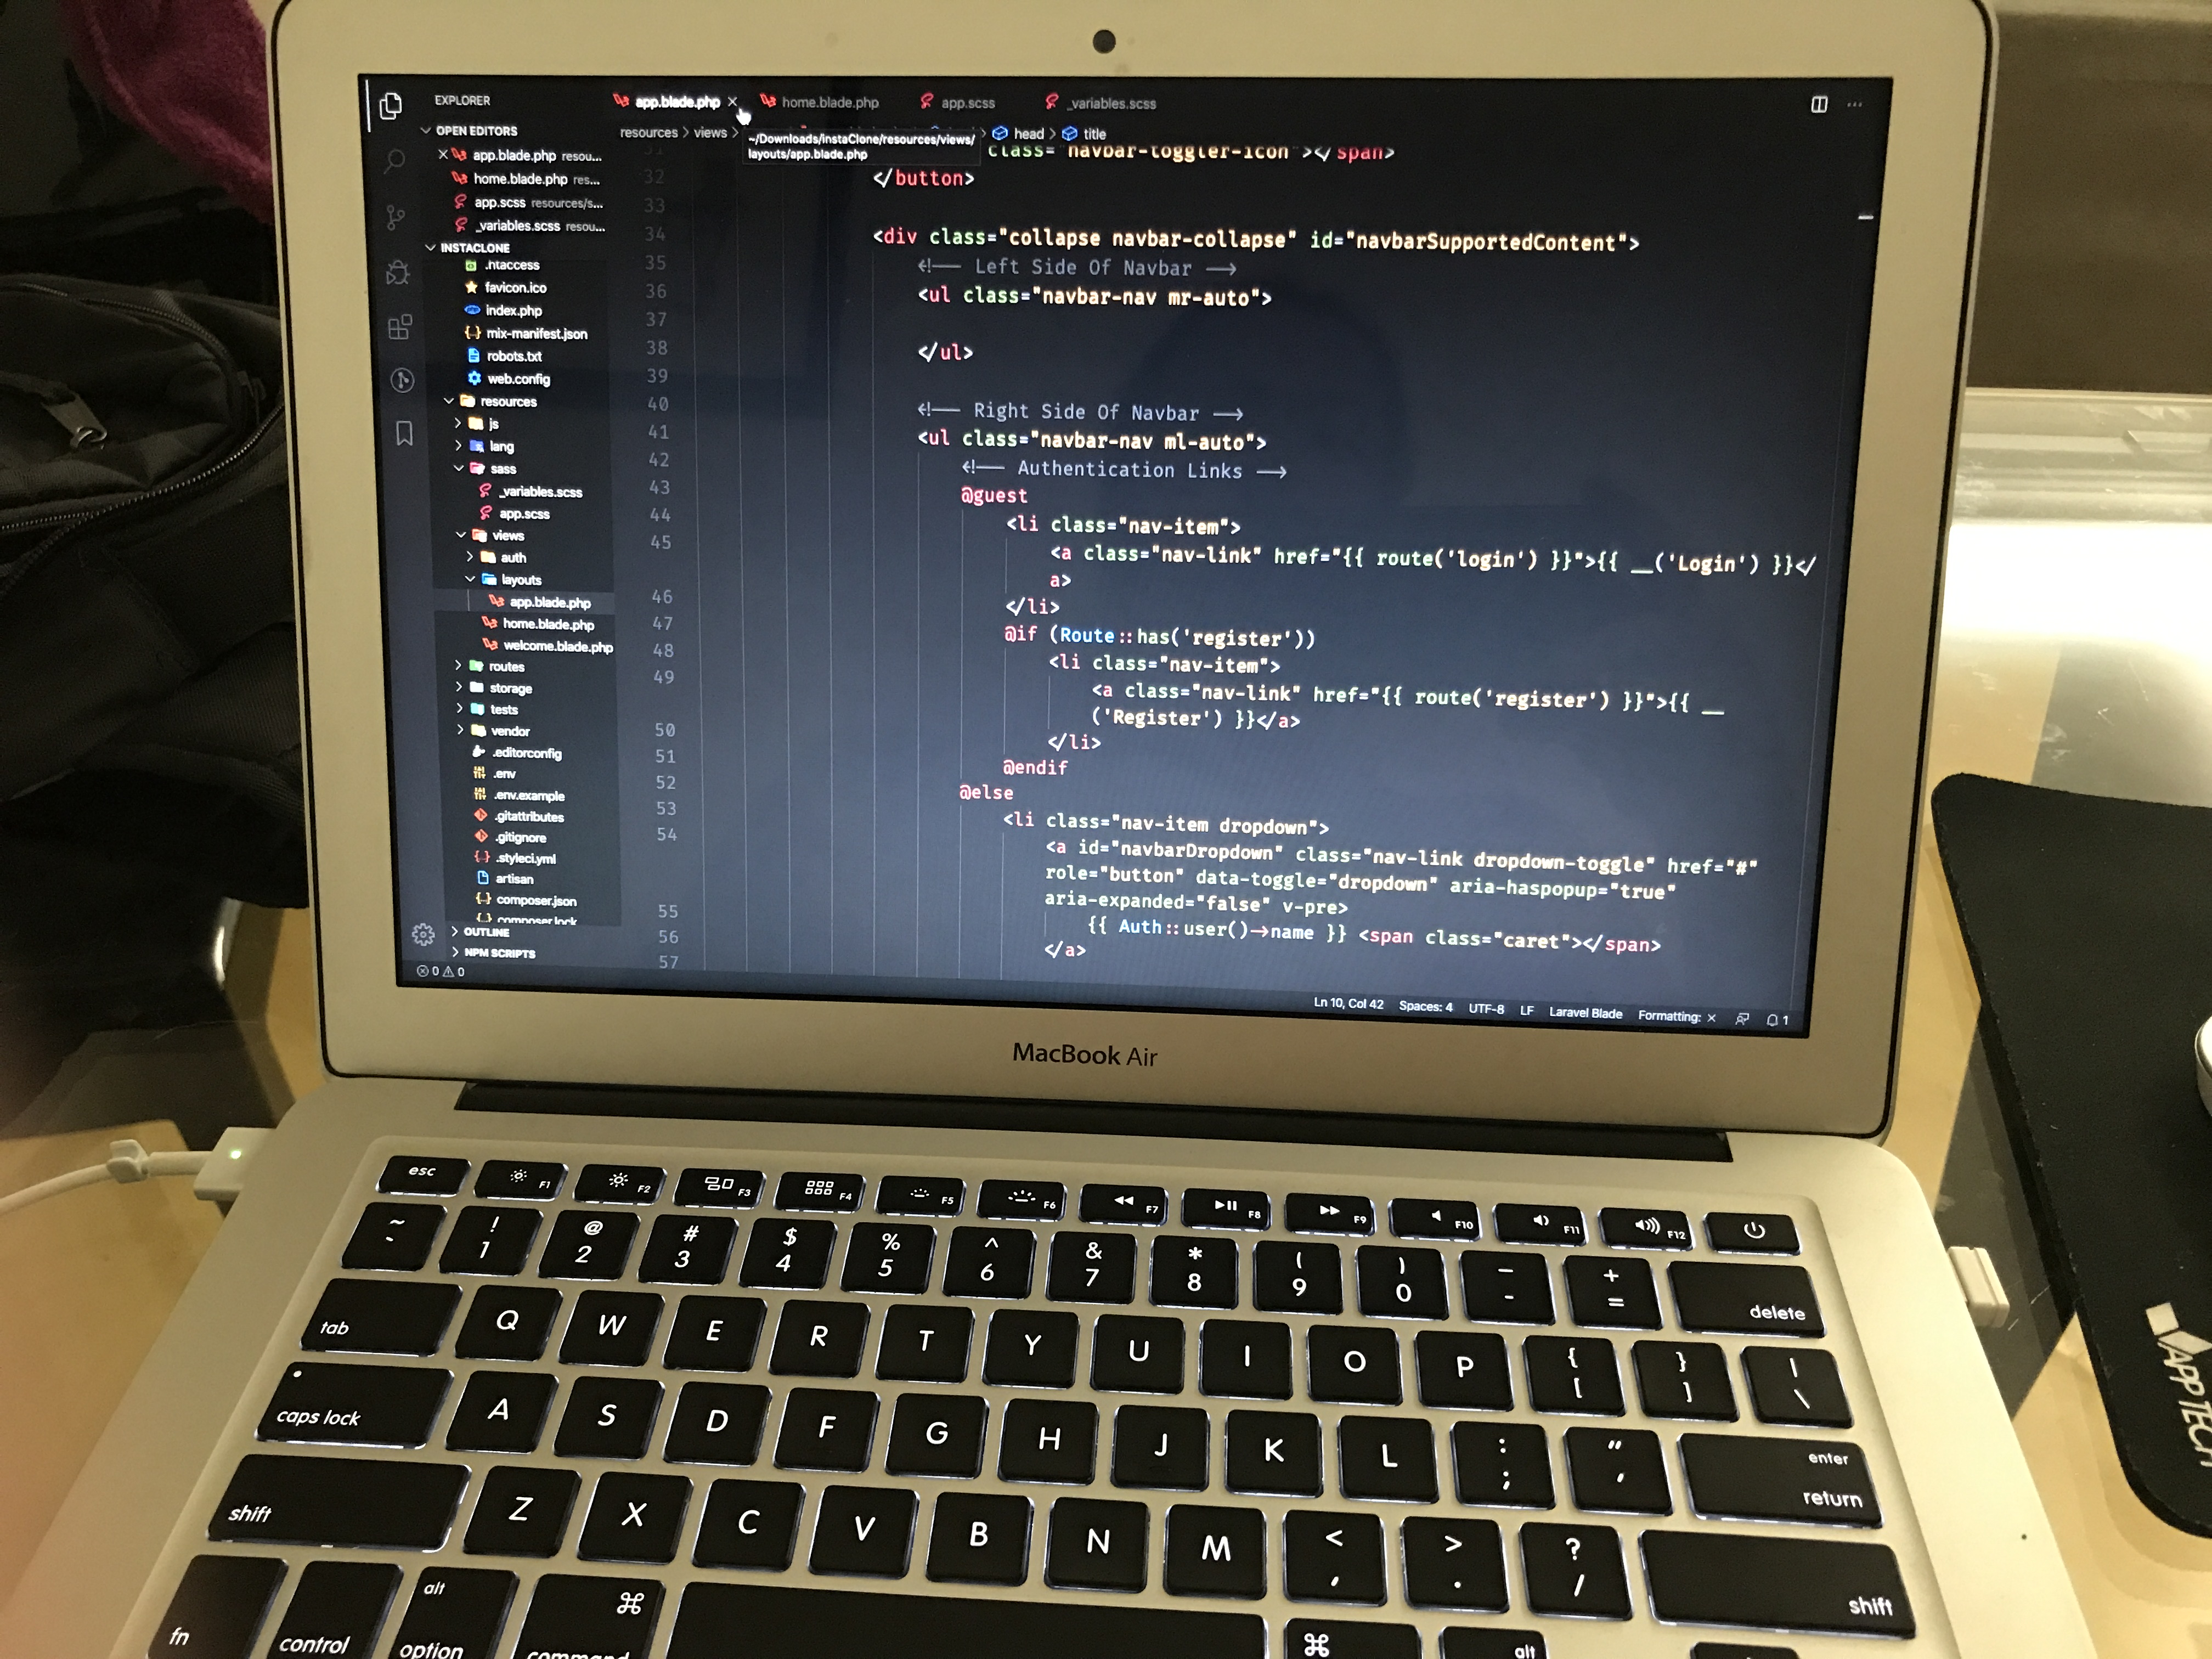 EXPLORER
OPEN EDITORS
app.blade.php resou...
home.blade.php res...
app.scss resources/s...
_variables.scss resou...
INSTACLONE
.htaccess
favicon.ico
index.php
mix-manifest.json
robots.txt
web.config
resources
js
lang
sass
_variables.scss
app.scss
views
auth
layouts
app.blade.php
home.blade.php
welcome.blade.php
routes
storage
tests
vendor
.editorconfig
.env
.env.example
.gitattributes
.gitignore
.styleci.yml
artisan
composer.json
composer.lock
OUTLINE
NPM SCRIPTS
0 0
app.blade.php × home.blade.php app.scss _variables.scss
resources > views > head > title
~/Downloads/instaClone/resources/views/
layouts/app.blade.php
31 class="navbar-toggler-icon"></span>
32 </button>
33
34 <div class="collapse navbar-collapse" id="navbarSupportedContent">
35 <!-- Left Side Of Navbar -->
36 <ul class="navbar-nav mr-auto">
37
38 </ul>
39
40 <!-- Right Side Of Navbar -->
41 <ul class="navbar-nav ml-auto">
42 <!-- Authentication Links -->
43 @guest
44 <li class="nav-item">
45 <a class="nav-link" href="{{ route('login') }}">{{ __('Login') }}</
a>
46 </li>
47 @if (Route::has('register'))
48 <li class="nav-item">
49 <a class="nav-link" href="{{ route('register') }}">{{ __
('Register') }}</a>
50 </li>
51 @endif
52 @else
53 <li class="nav-item dropdown">
54 <a id="navbarDropdown" class="nav-link dropdown-toggle" href="#"
role="button" data-toggle="dropdown" aria-haspopup="true"
aria-expanded="false" v-pre>
55 {{ Auth::user()->name }} <span class="caret"></span>
56 </a>
57
Ln 10, Col 42 Spaces: 4 UTF-8 LF Laravel Blade Formatting: × 1
MacBook Air
esc F1 F2 F3 F4 F5 F6 F7 F8 F9 F10 F11 F12
~ ! @ # $ % ^ & * ( ) — +
1 2 3 4 5 6 7 8 9 0 - = delete
tab Q W E R T Y U I O P { [ } ] | \
caps lock A S D F G H J K L : ; " ' enter return
shift Z X C V B N M < , > . ? / shift
fn control alt option ⌘ command ⌘ alt
APPTECH